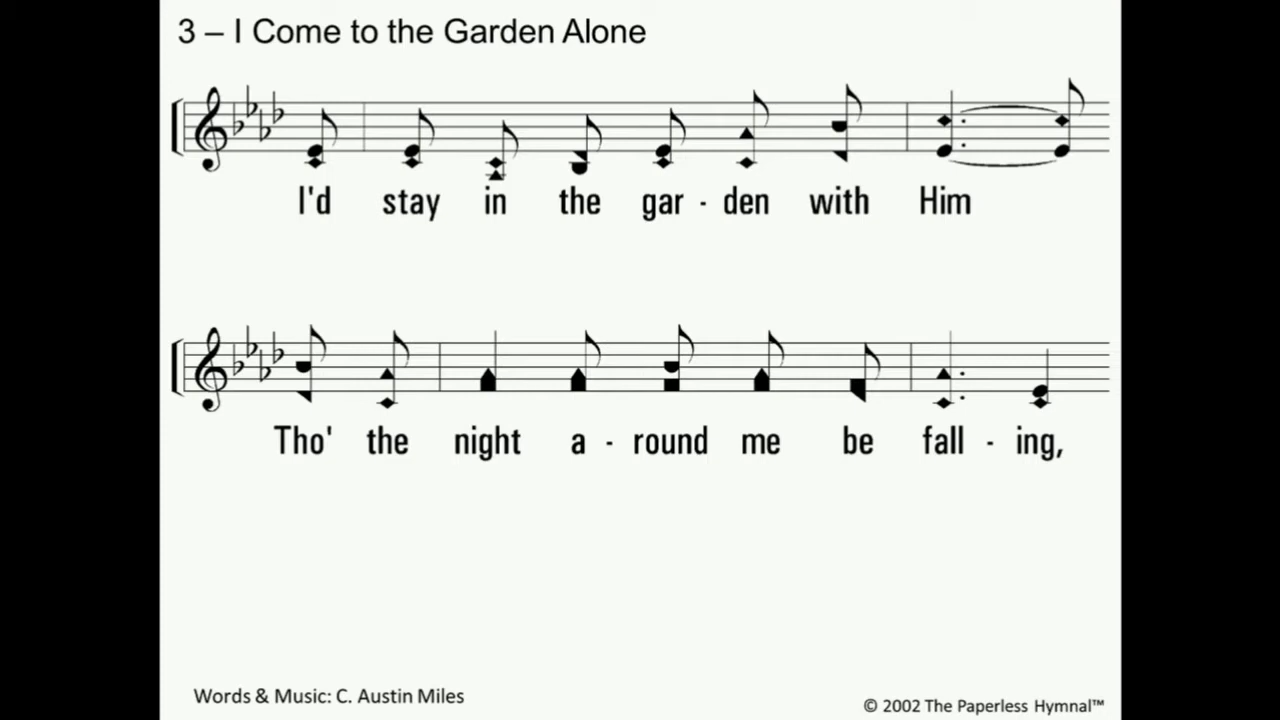 3 – I Come to the Garden Alone
I'd stay in the gar - den with Him
Tho' the night a - round me be fall - ing,
Words & Music: C. Austin Miles
© 2002 The Paperless Hymnal™